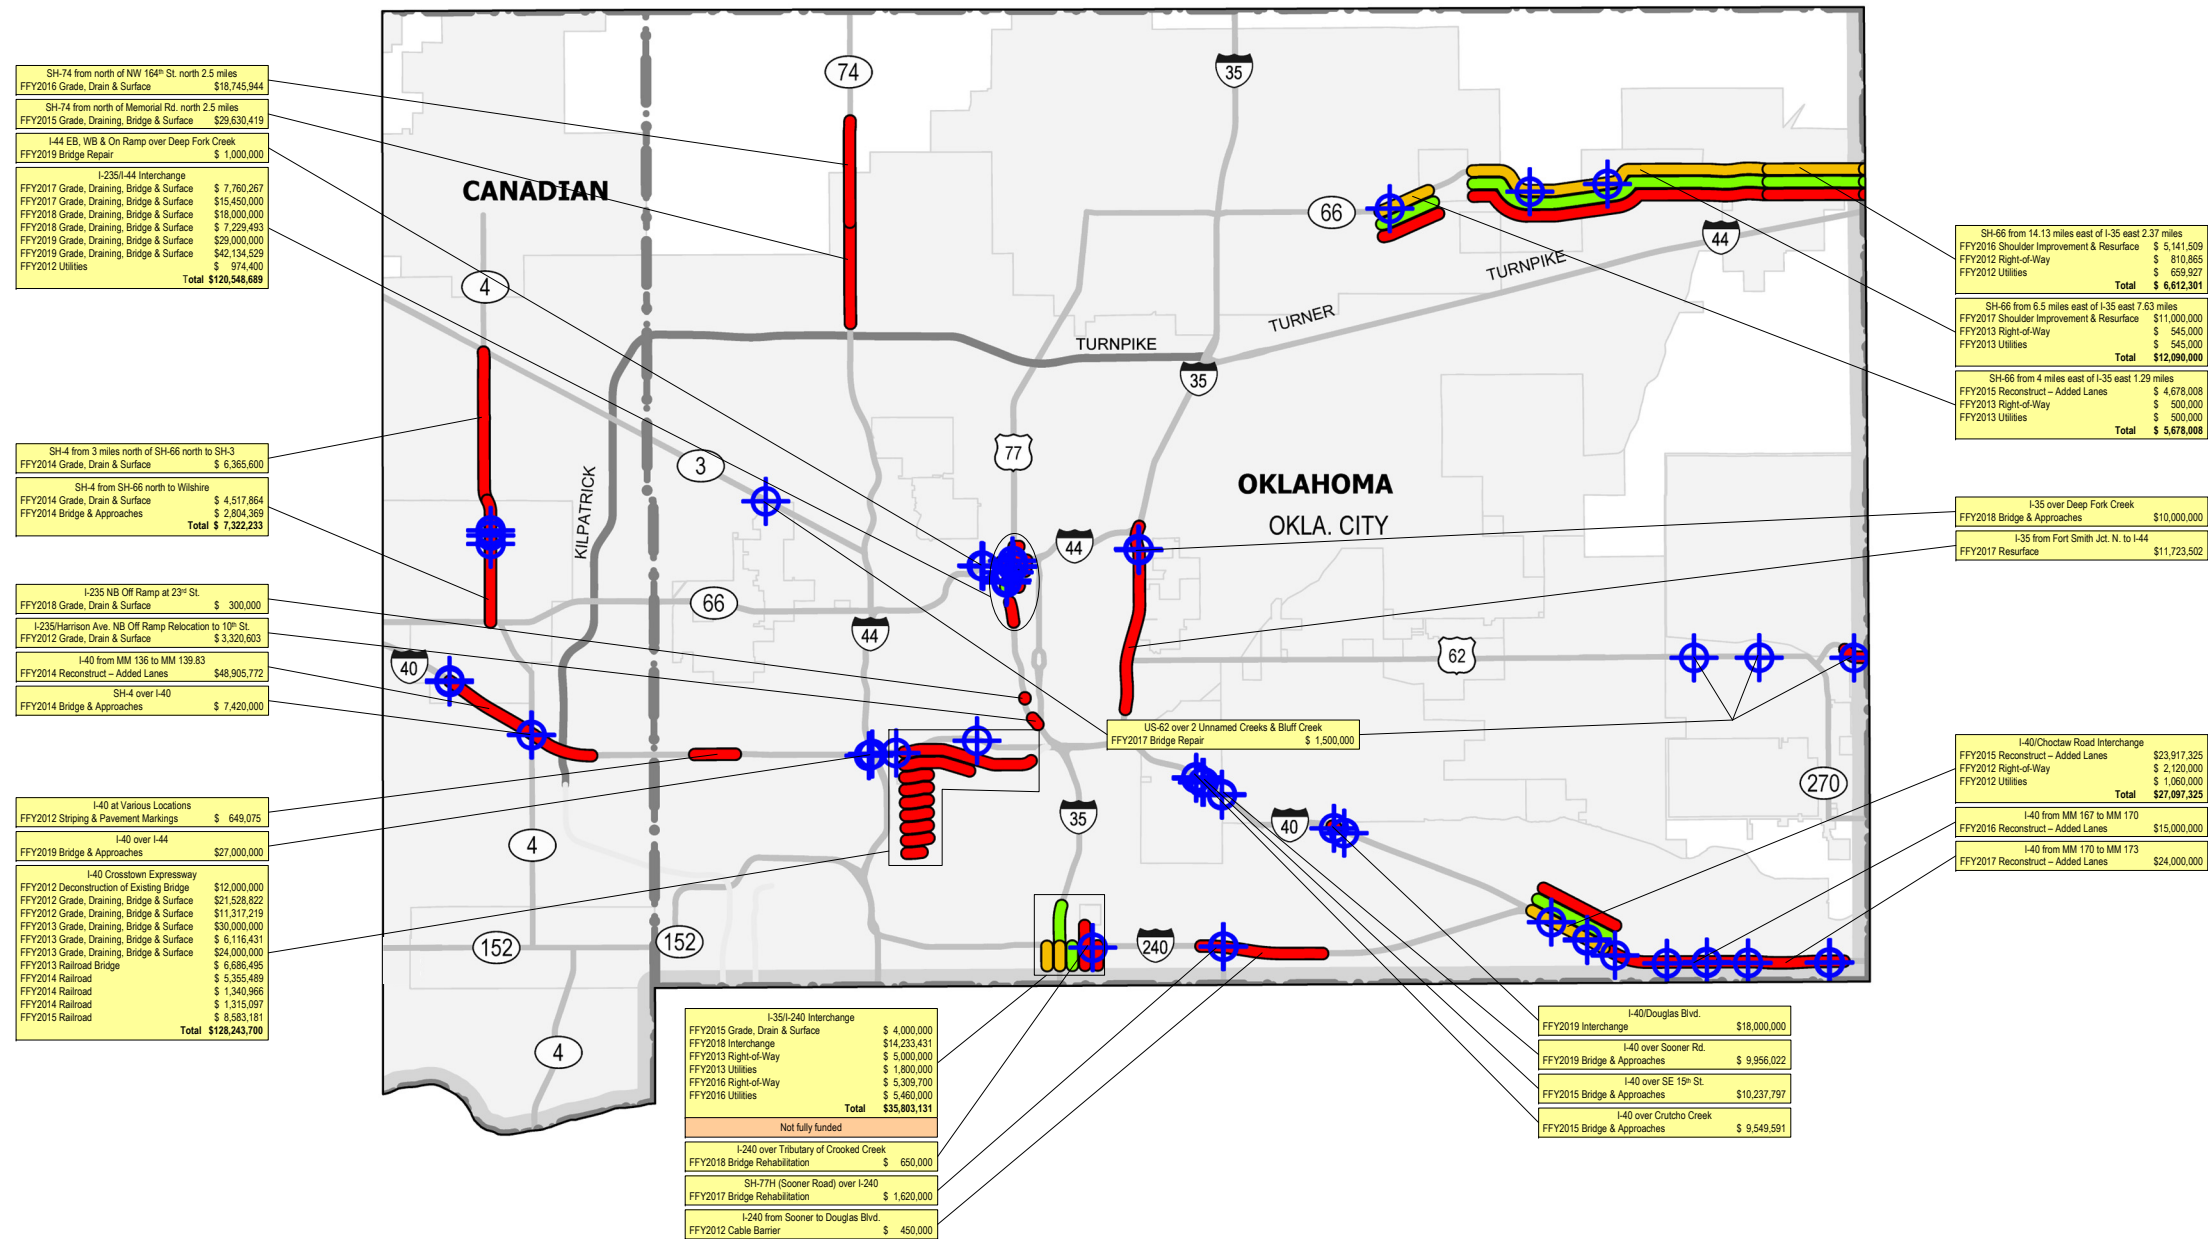 SH-74 from north of NW 164th St. north 2.5 miles
FFY2016 Grade, Drain & Surface $18,745,944
SH-74 from north of Memorial Rd. north 2.5 miles
FFY2015 Grade, Draining, Bridge & Surface $29,630,419
I-44 EB, WB & On Ramp over Deep Fork Creek
FFY2019 Bridge Repair $ 1,000,000
I-235/I-44 Interchange
FFY2017 Grade, Draining, Bridge & Surface $ 7,760,267
FFY2017 Grade, Draining, Bridge & Surface $15,450,000
FFY2018 Grade, Draining, Bridge & Surface $18,000,000
FFY2018 Grade, Draining, Bridge & Surface $ 7,229,493
FFY2019 Grade, Draining, Bridge & Surface $29,000,000
FFY2019 Grade, Draining, Bridge & Surface $42,134,529
FFY2012 Utilities $ 974,400
Total $120,548,689
SH-4 from 3 miles north of SH-66 north to SH-3
FFY2014 Grade, Drain & Surface $ 6,365,600
SH-4 from SH-66 north to Wilshire
FFY2014 Grade, Drain & Surface $ 4,517,864
FFY2014 Bridge & Approaches $ 2,804,369
Total $ 7,322,233
I-235 NB Off Ramp at 23rd St.
FFY2018 Grade, Drain & Surface $ 300,000
I-235/Harrison Ave. NB Off Ramp Relocation to 10th St.
FFY2012 Grade, Drain & Surface $ 3,320,603
I-40 from MM 136 to MM 139.83
FFY2014 Reconstruct – Added Lanes $48,905,772
SH-4 over I-40
FFY2014 Bridge & Approaches $ 7,420,000
I-40 at Various Locations
FFY2012 Striping & Pavement Markings $ 649,075
I-40 over I-44
FFY2019 Bridge & Approaches $27,000,000
I-40 Crosstown Expressway
FFY2012 Deconstruction of Existing Bridge $12,000,000
FFY2012 Grade, Draining, Bridge & Surface $21,528,822
FFY2012 Grade, Draining, Bridge & Surface $11,317,219
FFY2013 Grade, Draining, Bridge & Surface $30,000,000
FFY2013 Grade, Draining, Bridge & Surface $ 6,116,431
FFY2013 Grade, Draining, Bridge & Surface $24,000,000
FFY2013 Railroad Bridge $ 6,686,495
FFY2014 Railroad $ 5,355,489
FFY2014 Railroad $ 1,340,966
FFY2014 Railroad $ 1,315,097
FFY2015 Railroad $ 8,583,181
Total $128,243,700
74
35
CANADIAN
66
44
4
TURNPIKE
TURNER
TURNPIKE
35
77
3
OKLAHOMA
KILPATRICK
OKLA. CITY
44
66
44
62
40
270
35
40
4
152
152
240
4
US-62 over 2 Unnamed Creeks & Bluff Creek
FFY2017 Bridge Repair $ 1,500,000
I-35/I-240 Interchange
FFY2015 Grade, Drain & Surface $ 4,000,000
FFY2018 Interchange $14,233,431
FFY2013 Right-of-Way $ 5,000,000
FFY2013 Utilities $ 1,800,000
FFY2016 Right-of-Way $ 5,309,700
FFY2016 Utilities $ 5,460,000
Total $35,803,131
Not fully funded
I-240 over Tributary of Crooked Creek
FFY2018 Bridge Rehabilitation $ 650,000
SH-77H (Sooner Road) over I-240
FFY2017 Bridge Rehabilitation $ 1,620,000
I-240 from Sooner to Douglas Blvd.
FFY2012 Cable Barrier $ 450,000
I-40/Douglas Blvd.
FFY2019 Interchange $18,000,000
I-40 over Sooner Rd.
FFY2019 Bridge & Approaches $ 9,956,022
I-40 over SE 15th St.
FFY2015 Bridge & Approaches $10,237,797
I-40 over Crutcho Creek
FFY2015 Bridge & Approaches $ 9,549,591
SH-66 from 14.13 miles east of I-35 east 2.37 miles
FFY2016 Shoulder Improvement & Resurface $ 5,141,509
FFY2012 Right-of-Way $ 810,865
FFY2012 Utilities $ 659,927
Total $ 6,612,301
SH-66 from 6.5 miles east of I-35 east 7.63 miles
FFY2017 Shoulder Improvement & Resurface $11,000,000
FFY2013 Right-of-Way $ 545,000
FFY2013 Utilities $ 545,000
Total $12,090,000
SH-66 from 4 miles east of I-35 east 1.29 miles
FFY2015 Reconstruct – Added Lanes $ 4,678,008
FFY2013 Right-of-Way $ 500,000
FFY2013 Utilities $ 500,000
Total $ 5,678,008
I-35 over Deep Fork Creek
FFY2018 Bridge & Approaches $10,000,000
I-35 from Fort Smith Jct. N. to I-44
FFY2017 Resurface $11,723,502
I-40/Choctaw Road Interchange
FFY2015 Reconstruct – Added Lanes $23,917,325
FFY2012 Right-of-Way $ 2,120,000
FFY2012 Utilities $ 1,060,000
Total $27,097,325
I-40 from MM 167 to MM 170
FFY2016 Reconstruct – Added Lanes $15,000,000
I-40 from MM 170 to MM 173
FFY2017 Reconstruct – Added Lanes $24,000,000